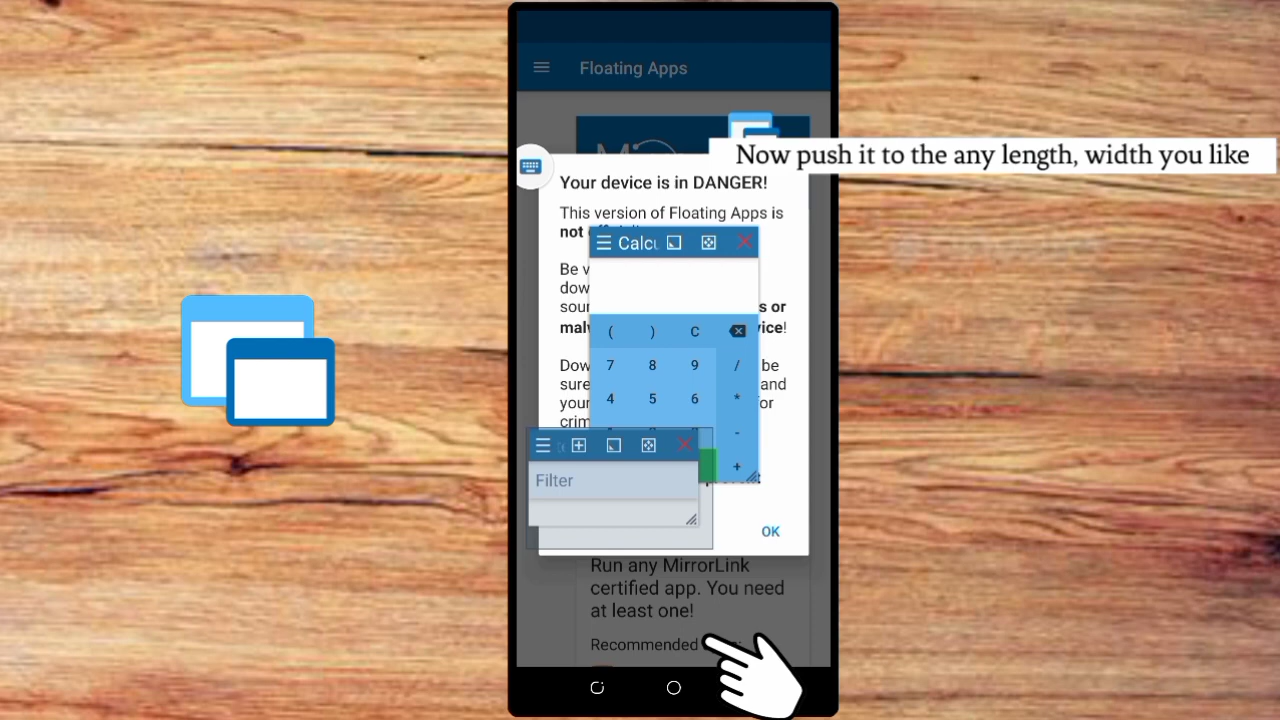 Floating Apps
Now push it to the any length, width you like
Your device is in DANGER!
This version of Floating Apps is
not
Calcu
Be
dow
sour s or
malv vice!
( ) C
7 8 9 /
Dow be
sure and
4 5 6 *
your for
crim
-
+
Filter
OK
Run any MirrorLink
certified app. You need
at least one!
Recommended